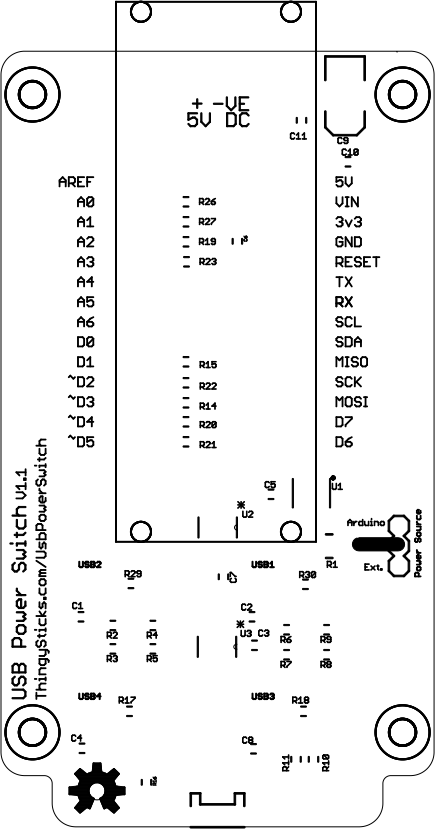 + -VE
5V DC
C11
C9
C10
AREF
5V
A0
R26
VIN
A1
R27
3v3
A2
R19
GND
A3
R23
RESET
A4
TX
A5
RX
A6
SCL
D0
SDA
D1
R15
MISO
~D2
R22
SCK
~D3
R14
MOSI
~D4
R20
D7
~D5
R21
D6
C5
U1
U2
USB Power Switch v1.1
ThingySticks.com/UsbPowerSwitch
Arduino
Ext.
Power Source
R1
USB2
USB1
R29
C7
R30
C1
C2
R2
R4
U3
C3
R6
R9
R3
R5
R7
R8
USB4
USB3
R17
R18
C4
C8
R11
R10